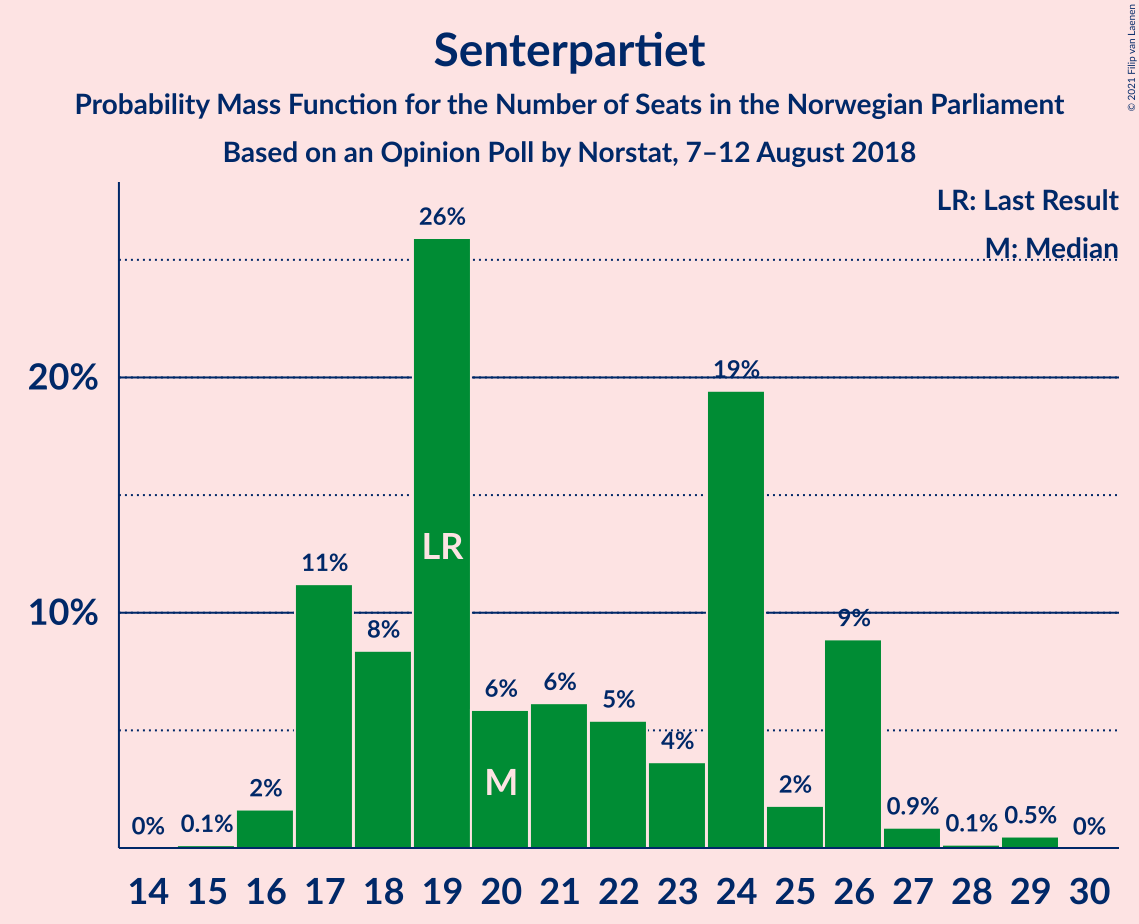 Senterpartiet
Probability Mass Function for the Number of Seats in the Norwegian Parliament
Based on an Opinion Poll by Norstat, 7–12 August 2018
© 2021 Filip van Laenen
LR: Last Result
M: Median
20%
10%
0%
0.1%
2%
11%
8%
26%
6%
6%
5%
4%
19%
2%
9%
0.9%
0.1%
0.5%
0%
LR
M
14 15 16 17 18 19 20 21 22 23 24 25 26 27 28 29 30